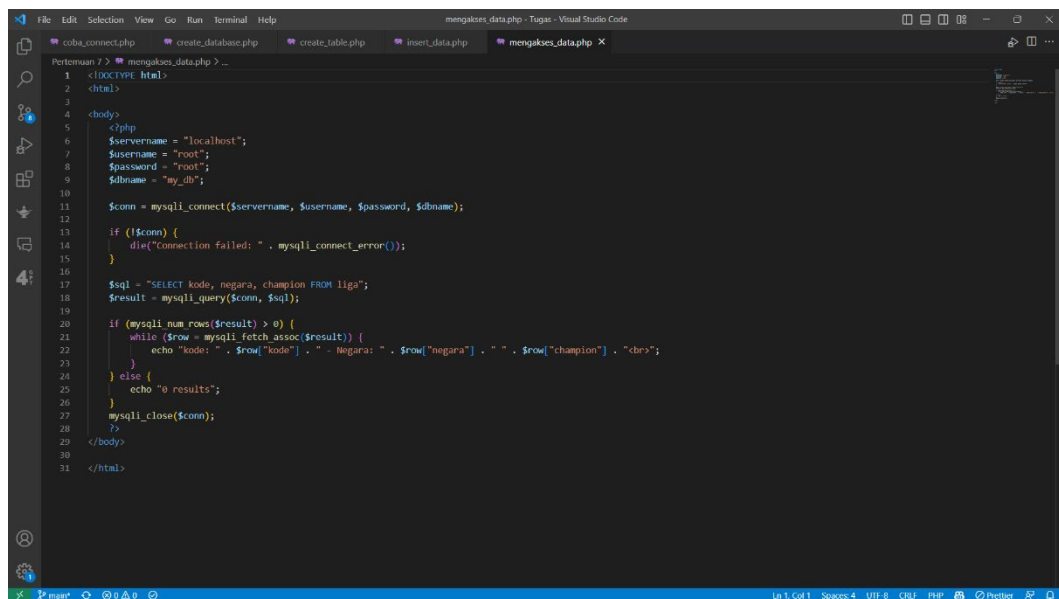 File Edit Selection View Go Run Terminal Help mengakses_data.php - Tugas - Visual Studio Code
coba_connect.php create_database.php create_table.php insert_data.php mengakses_data.php
Pertemuan 7 > mengakses_data.php > ...
1 <!DOCTYPE html>
2 <html>
3
4 <body>
5 <?php
6 $servername = "localhost";
7 $username = "root";
8 $password = "root";
9 $dbname = "my_db";
10
11 $conn = mysqli_connect($servername, $username, $password, $dbname);
12
13 if (!$conn) {
14 die("Connection failed: " . mysqli_connect_error());
15 }
16
17 $sql = "SELECT kode, negara, champion FROM liga";
18 $result = mysqli_query($conn, $sql);
19
20 if (mysqli_num_rows($result) > 0) {
21 while ($row = mysqli_fetch_assoc($result)) {
22 echo "kode: " . $row["kode"] . " - Negara: " . $row["negara"] . " " . $row["champion"] . "<br>";
23 }
24 } else {
25 echo "0 results";
26 }
27 mysqli_close($conn);
28 ?>
29 </body>
30
31 </html>
main* 0 0 Ln 1, Col 1 Spaces: 4 UTF-8 CRLF PHP Prettier